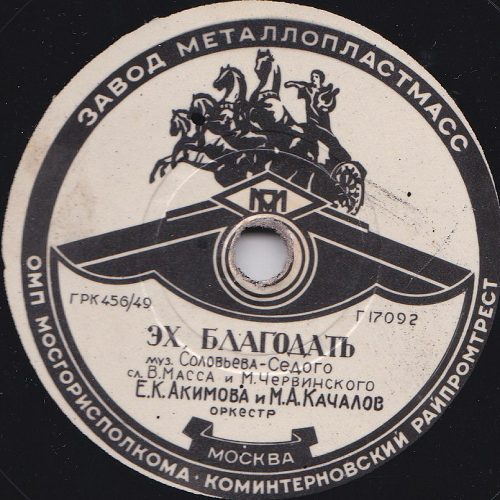 ЗАВОД МЕТАЛЛОПЛАСТМАСС
ГРК 456/49
Г17092
ЭХ БЛАГОДАТЬ
муз. Соловьева-Седого
сл. В. Масса и М. Червинского
Е.К. Акимова и М.А. Качалов
оркестр
МОСКВА
ОМП МОСГОРИСПОЛКОМА · КОМИНТЕРНОВСКИЙ РАЙПРОМТРЕСТ